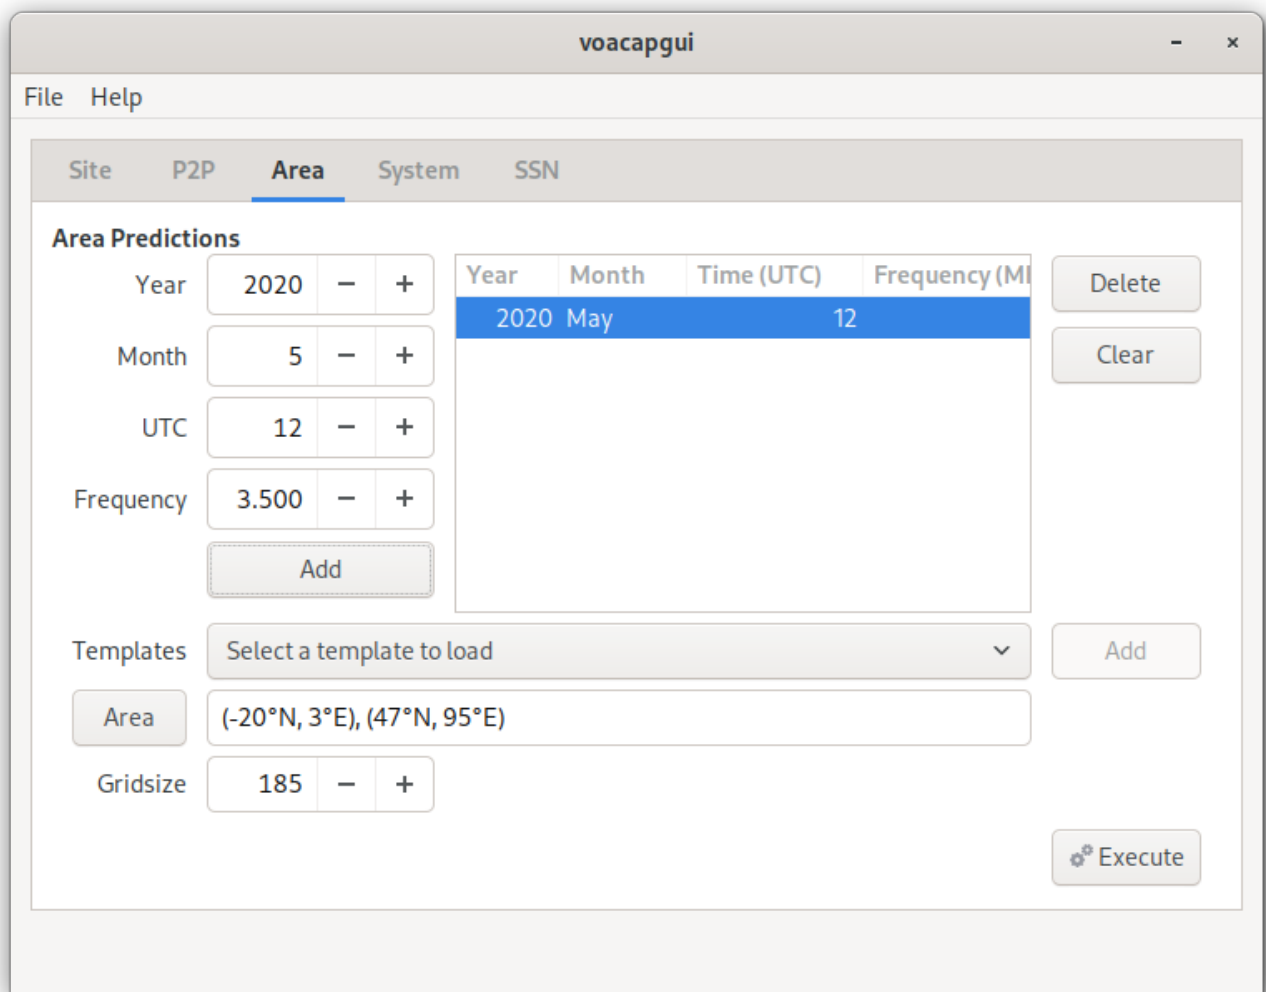 voacapgui
File Help
Site P2P Area System SSN
Area Predictions
Year 2020 − +
Month 5 − +
UTC 12 − +
Frequency 3.500 − +
Add
Year Month Time (UTC) Frequency (M
2020 May 12
Delete
Clear
Templates Select a template to load Add
Area (-20°N, 3°E), (47°N, 95°E)
Gridsize 185 − +
Execute